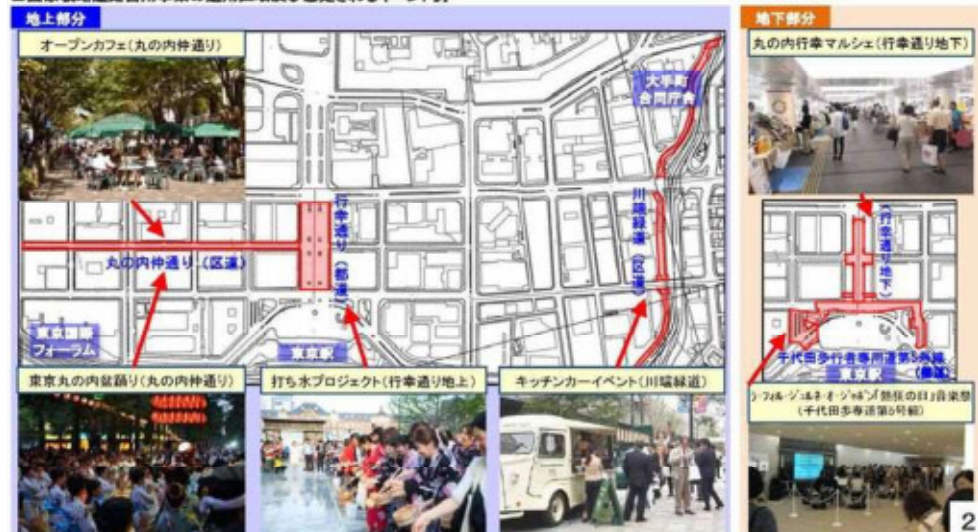 地上部分
オープンカフェ(丸の内仲通り)
大手町
合同庁舎
行幸通り(都道)
川端緑道(区道)
丸の内仲通り(区道)
東京国際
フォーラム
東京駅
東京丸の内盆踊り(丸の内仲通り)
打ち水プロジェクト(行幸通り地上)
キッチンカーイベント(川端緑道)
地下部分
丸の内行幸マルシェ(行幸通り地下)
(行幸通り地下)
千代田歩行者専用道第5号線
(都道)
東京駅
「熱狂の日」音楽祭
(千代田歩専道第5号線)
2